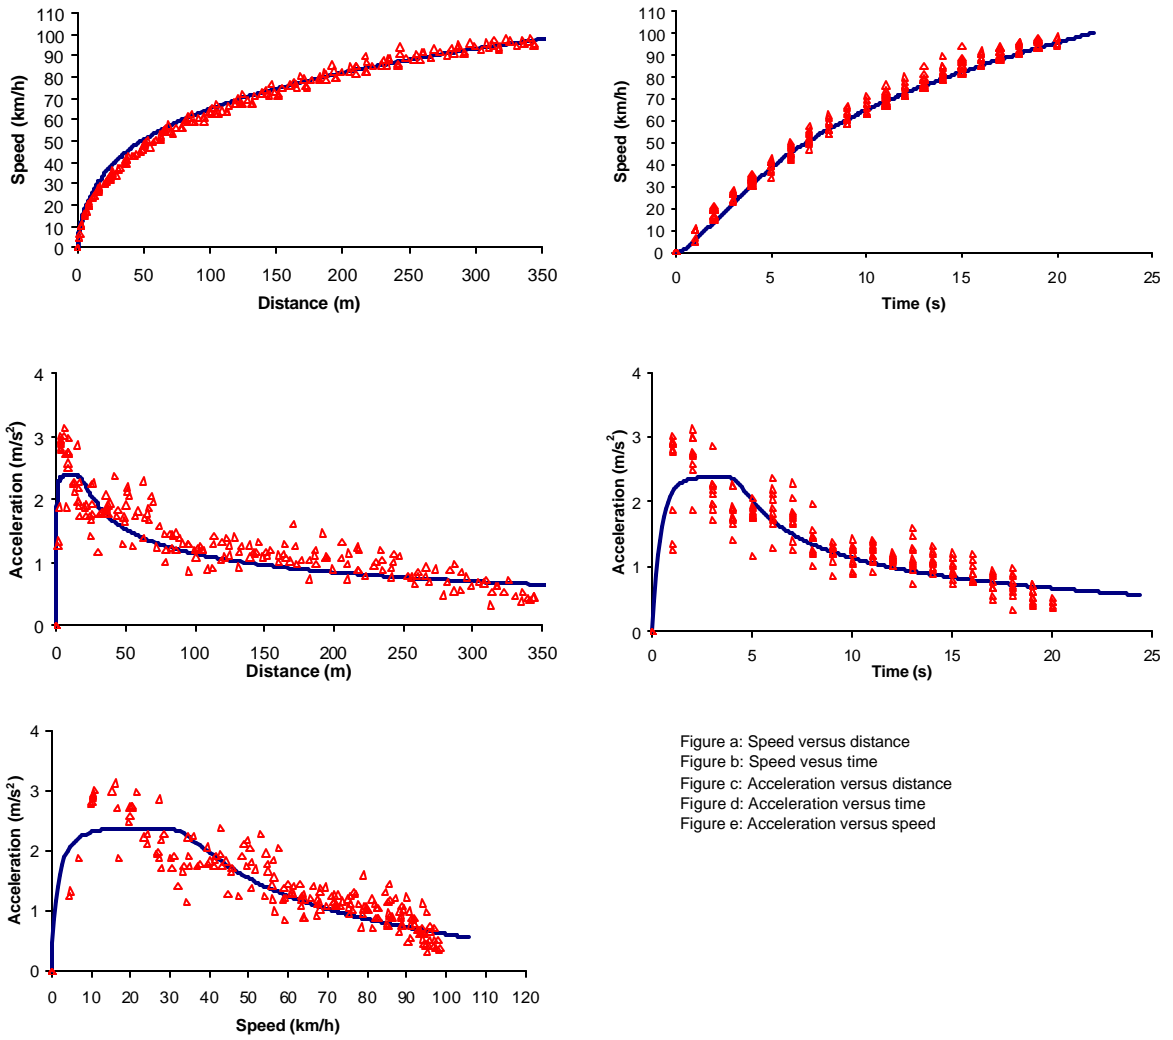 110
100
90
80
70
60
50
40
30
20
10
0
Speed (km/h)
0 50 100 150 200 250 300 350
Distance (m)
110
100
90
80
70
60
50
40
30
20
10
0
Speed (km/h)
0 5 10 15 20 25
Time (s)
4
3
2
1
0
Acceleration (m/s²)
0 50 100 150 200 250 300 350
Distance (m)
4
3
2
1
0
Acceleration (m/s²)
0 5 10 15 20 25
Time (s)
4
3
2
1
0
Acceleration (m/s²)
0 10 20 30 40 50 60 70 80 90 100 110 120
Speed (km/h)
Figure a: Speed versus distance
Figure b: Speed vesus time
Figure c: Acceleration versus distance
Figure d: Acceleration versus time
Figure e: Acceleration versus speed